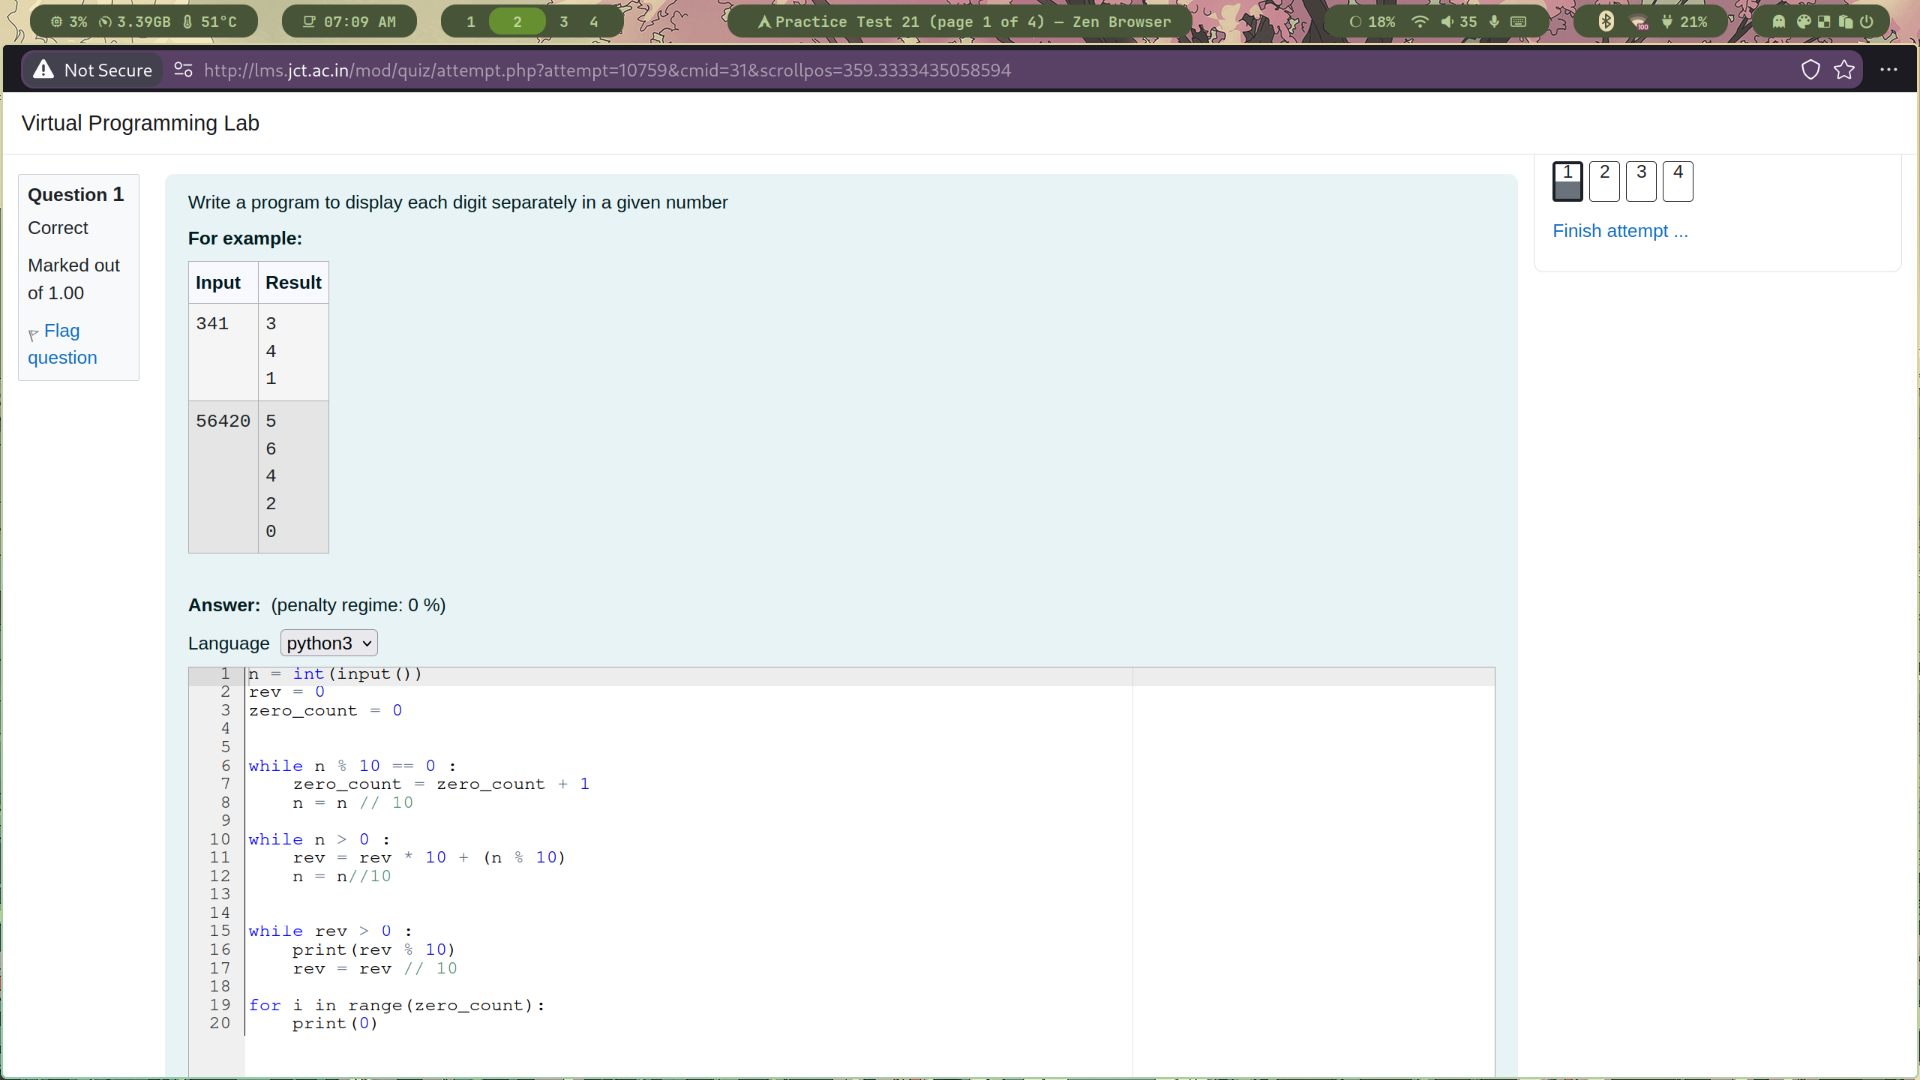 3% 3.39GB 51°C 07:09 AM 1 2 3 4 Practice Test 21 (page 1 of 4) — Zen Browser 18% 35 100 21%
Not Secure http://lms.jct.ac.in/mod/quiz/attempt.php?attempt=10759&cmid=31&scrollpos=359.3333435058594
Virtual Programming Lab
Question 1
Correct
Marked out
of 1.00
Flag
question
Write a program to display each digit separately in a given number
For example:
Input Result
341 3
4
1
56420 5
6
4
2
0
Answer: (penalty regime: 0 %)
Language python3
1 n = int(input())
2 rev = 0
3 zero_count = 0
4
5
6 while n % 10 == 0 :
7     zero_count = zero_count + 1
8     n = n // 10
9
10 while n > 0 :
11     rev = rev * 10 + (n % 10)
12     n = n//10
13
14
15 while rev > 0 :
16     print(rev % 10)
17     rev = rev // 10
18
19 for i in range(zero_count):
20     print(0)
1 2 3 4
Finish attempt ...